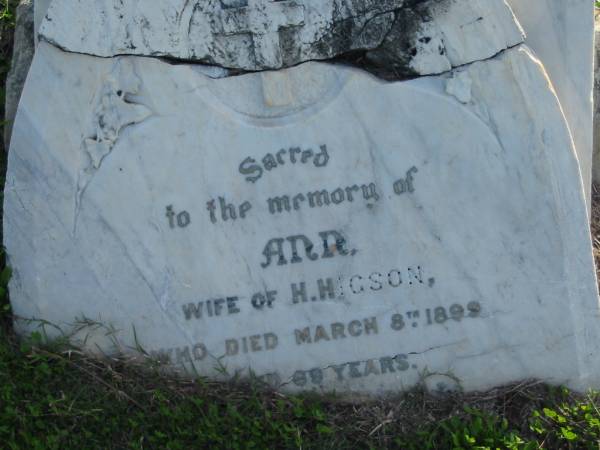 Sacred
to the memory of
ANN,
WIFE OF H. HIGSON,
WHO DIED MARCH 8TH 1899
YEARS.